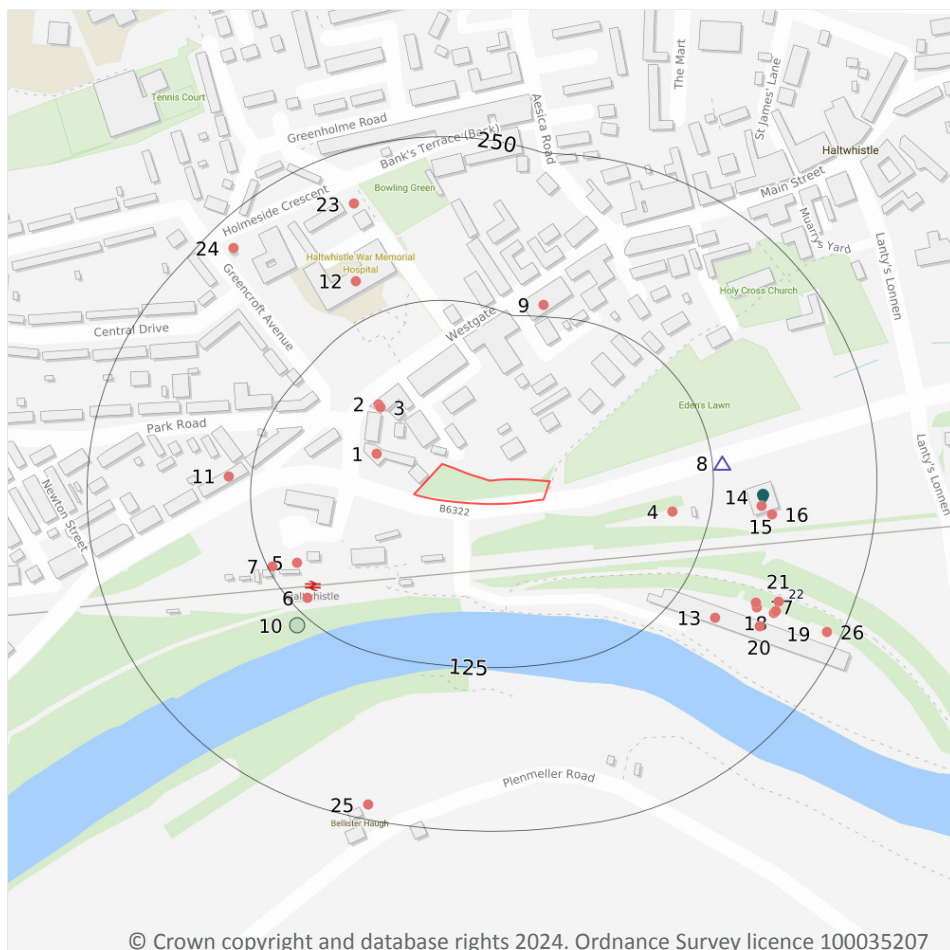 Tennis Court
Greenholme Road
Bank's Terrace (Back)
250
Aesica Road
The Mart
St James' Lane
Haltwhistle
Main Street
Muarry's Yard
Bowling Green
Holmeside Crescent
23
24
Haltwhistle War Memorial
Hospital
12
Holy Cross Church
Lanty's Lonnen
Greencroft Avenue
Central Drive
9
Westgate
2
3
Eden's Lawn
Park Road
1
8
11
Newton Street
14
Lanty's Lonnen
B6322
4
16
15
5
7
6
10
21
22
7
13
18
19
26
20
125
Plenmeller Road
25
Bellister Haugh
© Crown copyright and database rights 2024. Ordnance Survey licence 100035207